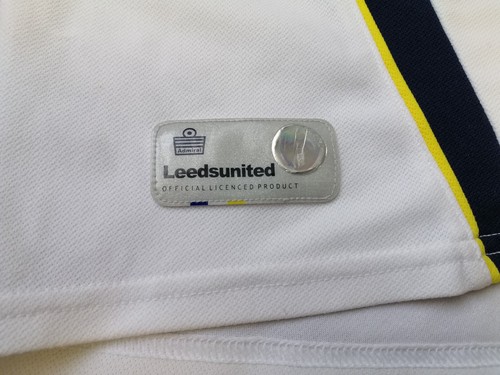 Admiral
Leedsunited
OFFICIAL LICENCED PRODUCT